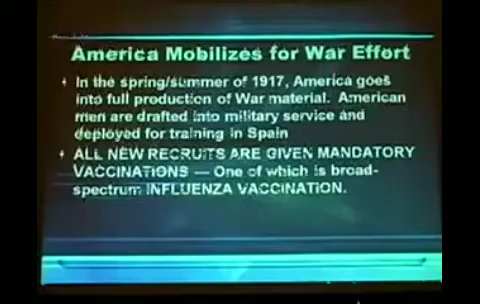 America Mobilizes for War Effort
In the spring/summer of 1917, America goes
into full production of War material. American
men are drafted into military service and
deployed for training in Spain
ALL NEW RECRUITS ARE GIVEN MANDATORY
VACCINATIONS — One of which is broad-
spectrum INFLUENZA VACCINATION.